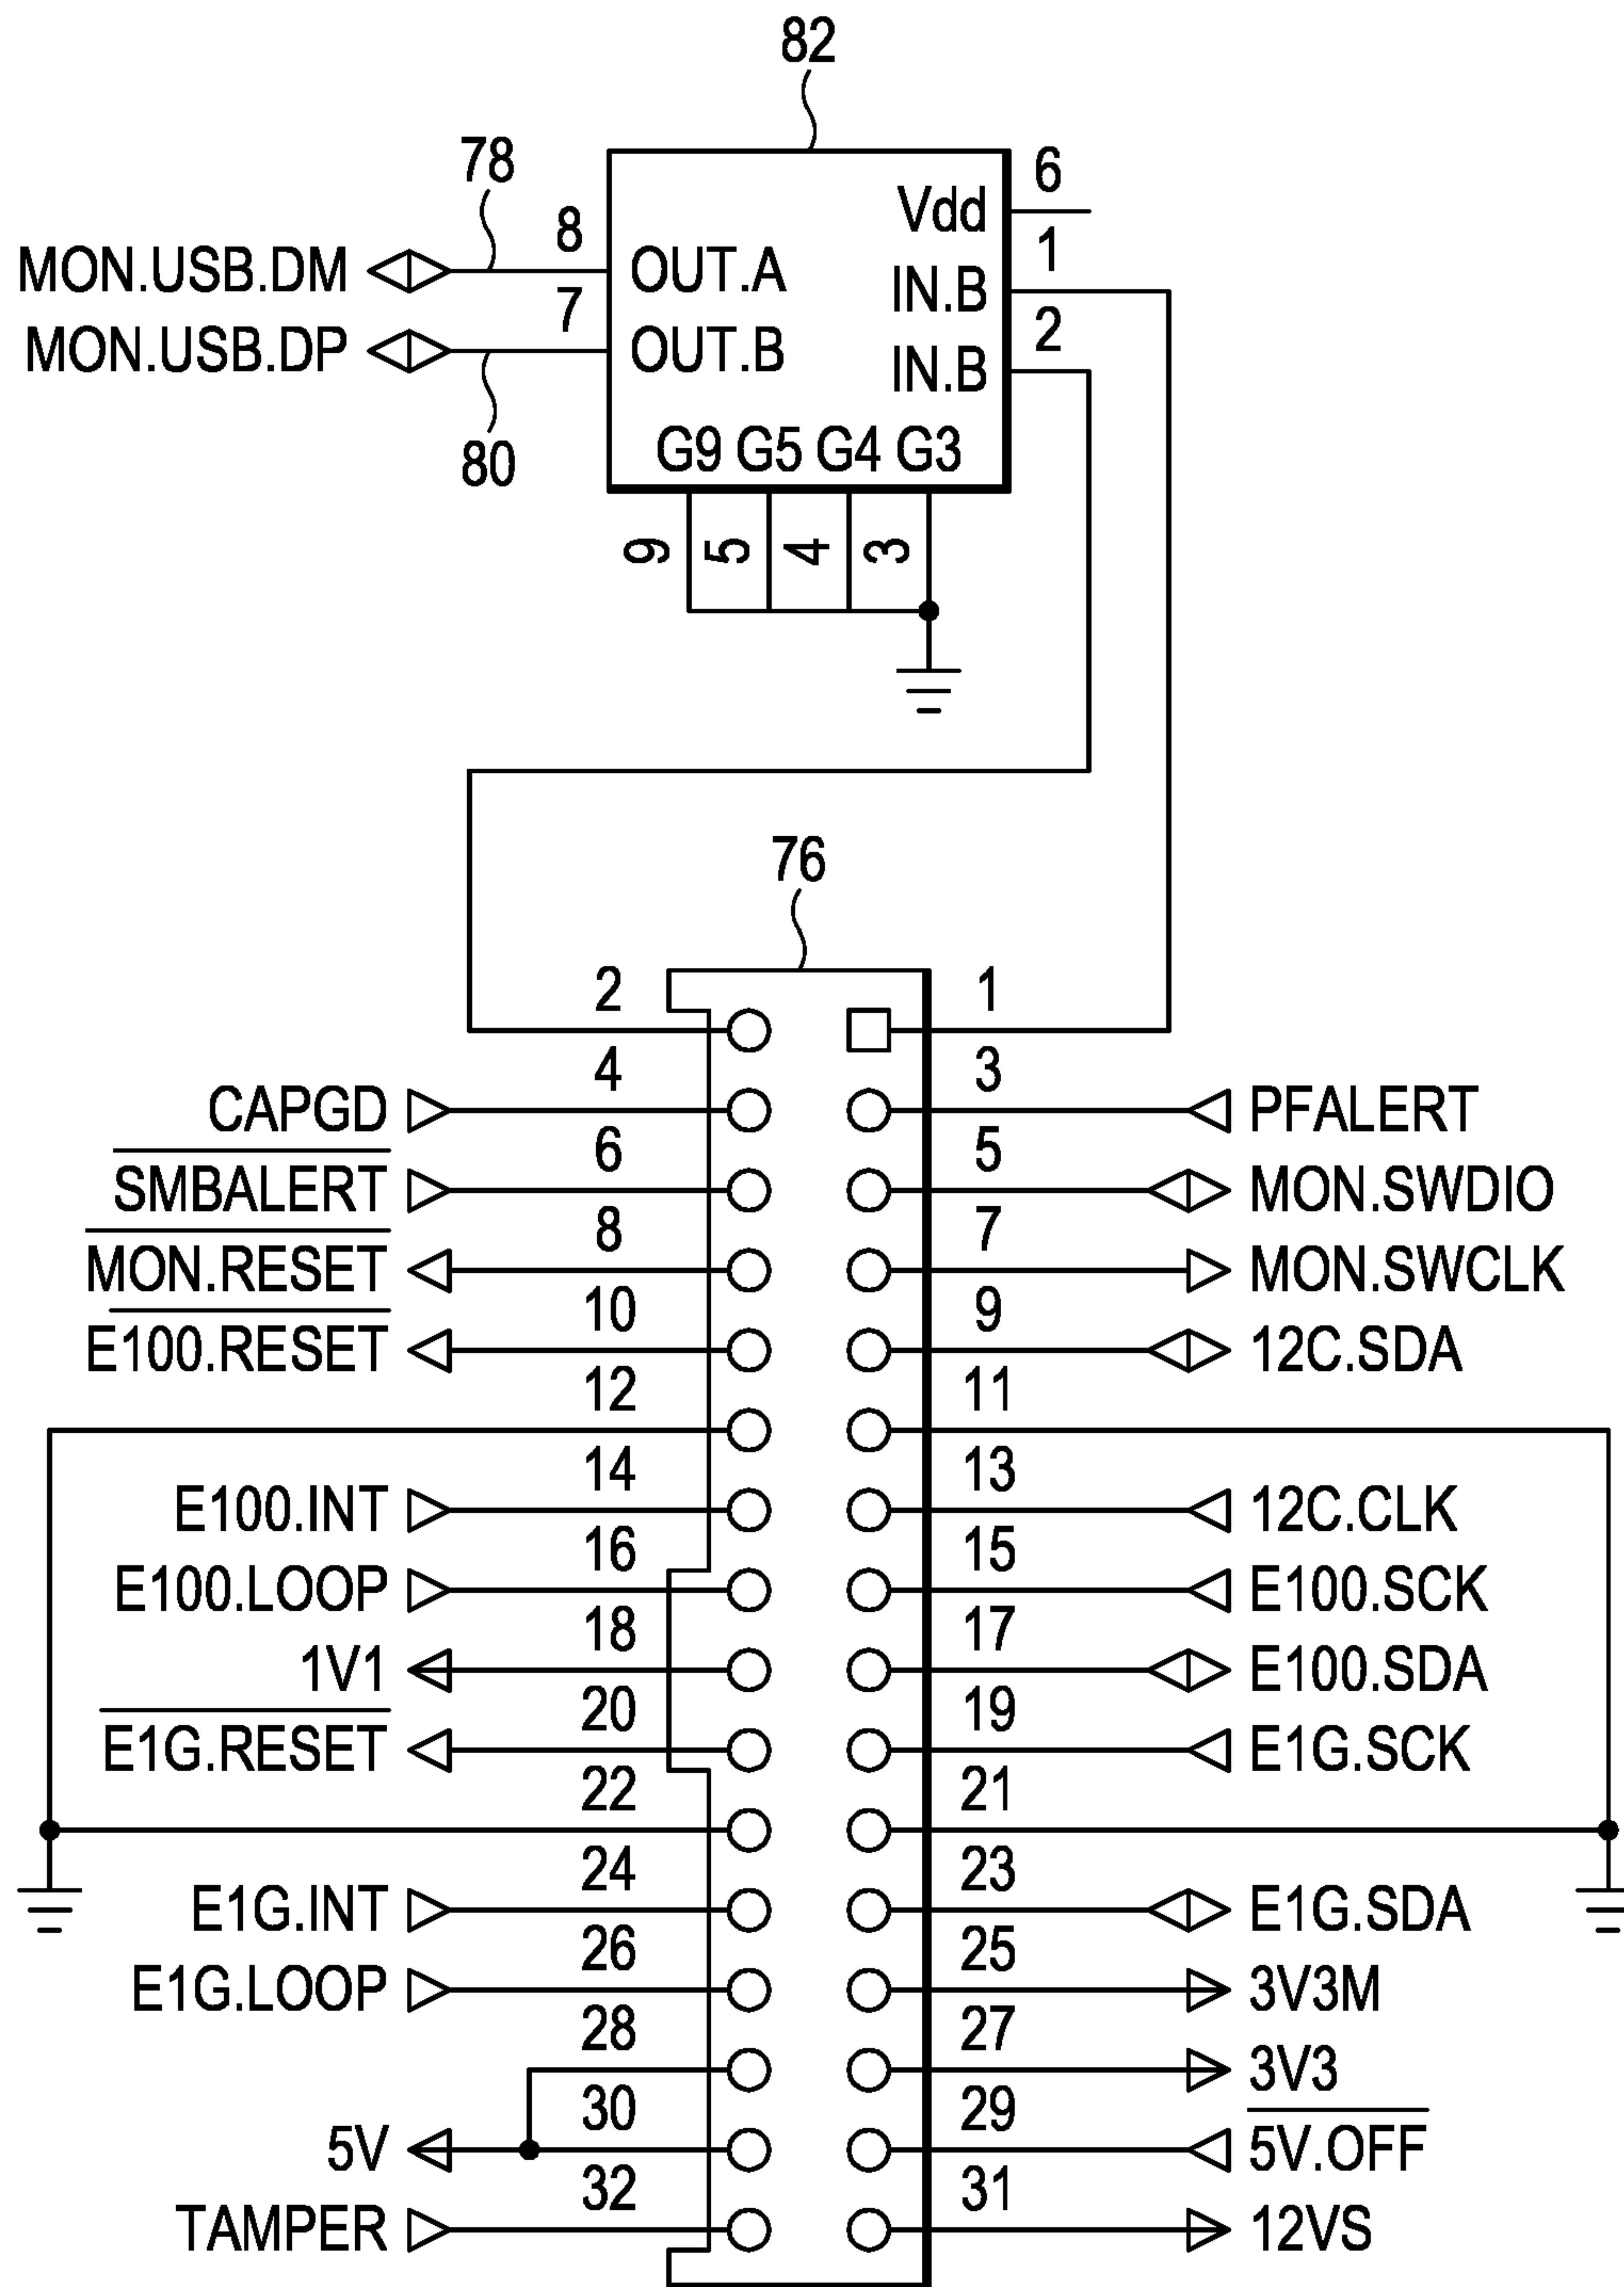 82
78
6
Vdd
8
1
MON.USB.DM
OUT.A
IN.B
7
2
MON.USB.DP
OUT.B
IN.B
80
G9 G5 G4 G3
9 5 4 3
76
2 1
4 3
CAPGD PFALERT
6 5
SMBALERT MON.SWDIO
8 7
MON.RESET MON.SWCLK
10 9
E100.RESET 12C.SDA
12 11
14 13
E100.INT 12C.CLK
16 15
E100.LOOP E100.SCK
18 17
1V1 E100.SDA
20 19
E1G.RESET E1G.SCK
22 21
24 23
E1G.INT E1G.SDA
26 25
E1G.LOOP 3V3M
28 27
3V3
30 29
5V 5V.OFF
32 31
TAMPER 12VS